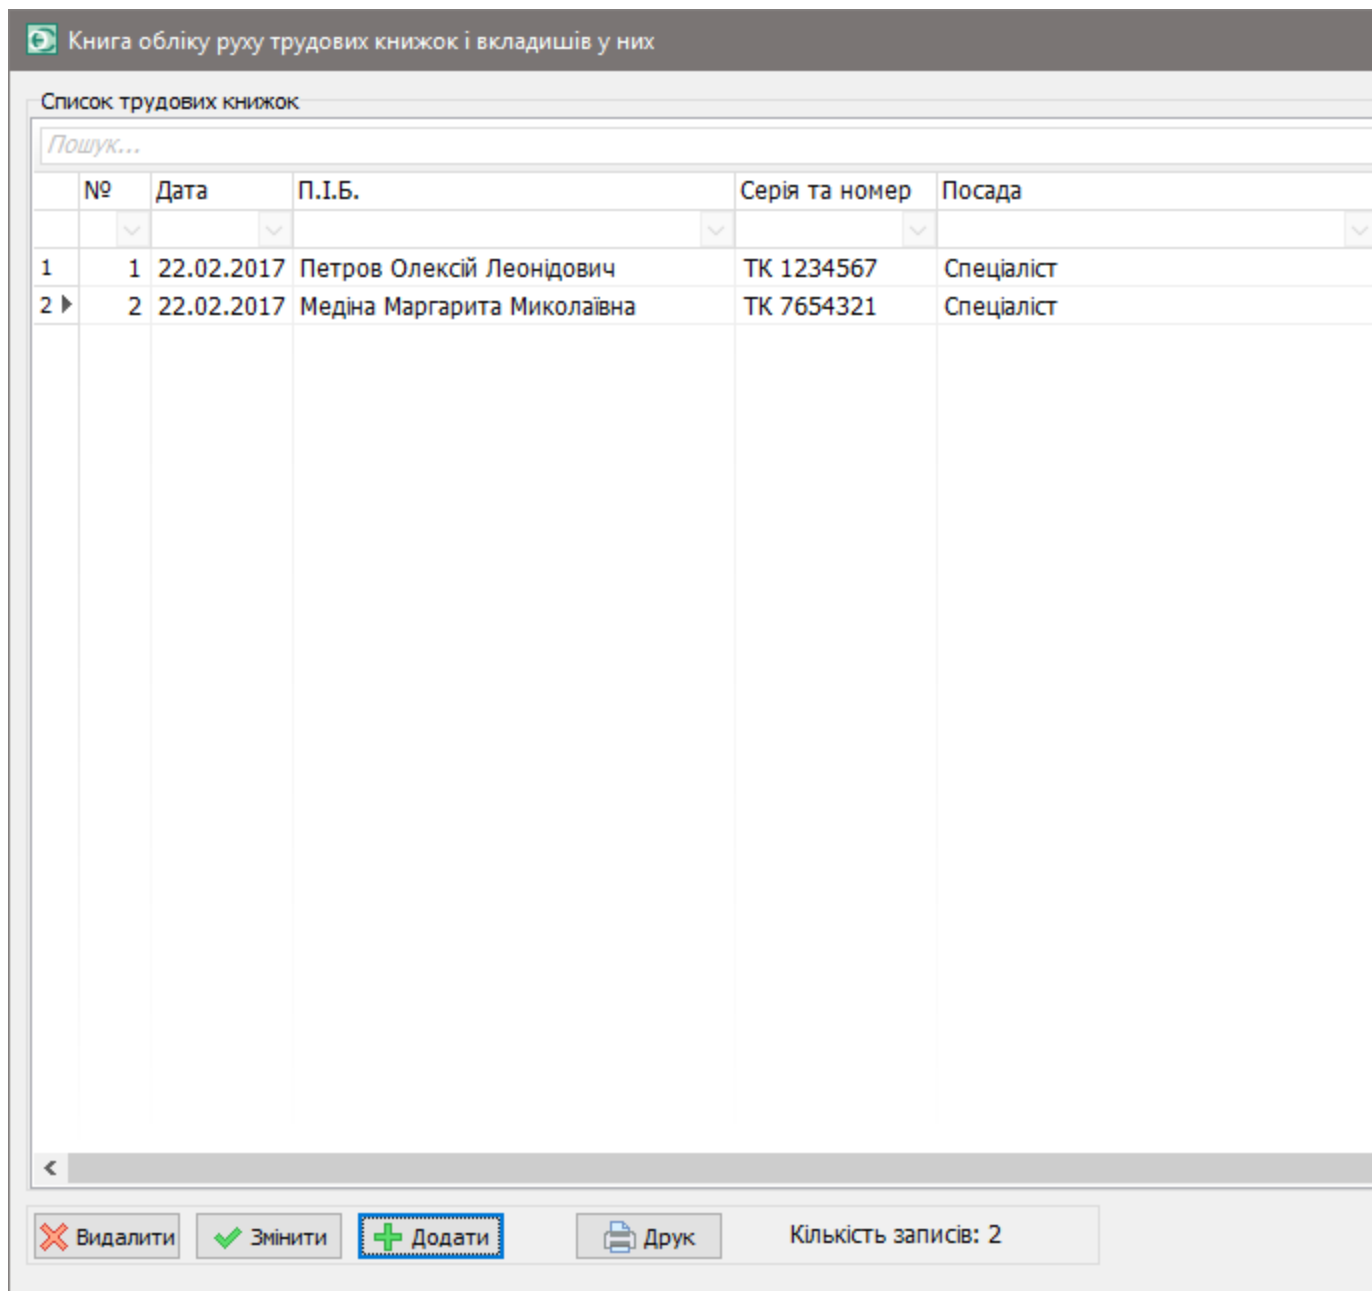 Книга обліку руху трудових книжок і вкладишів у них
Список трудових книжок
Пошук...
№ Дата П.І.Б. Серія та номер Посада
1 1 22.02.2017 Петров Олексій Леонідович ТК 1234567 Спеціаліст
2 2 22.02.2017 Медіна Маргарита Миколаївна ТК 7654321 Спеціаліст
Видалити Змінити Додати Друк Кількість записів: 2